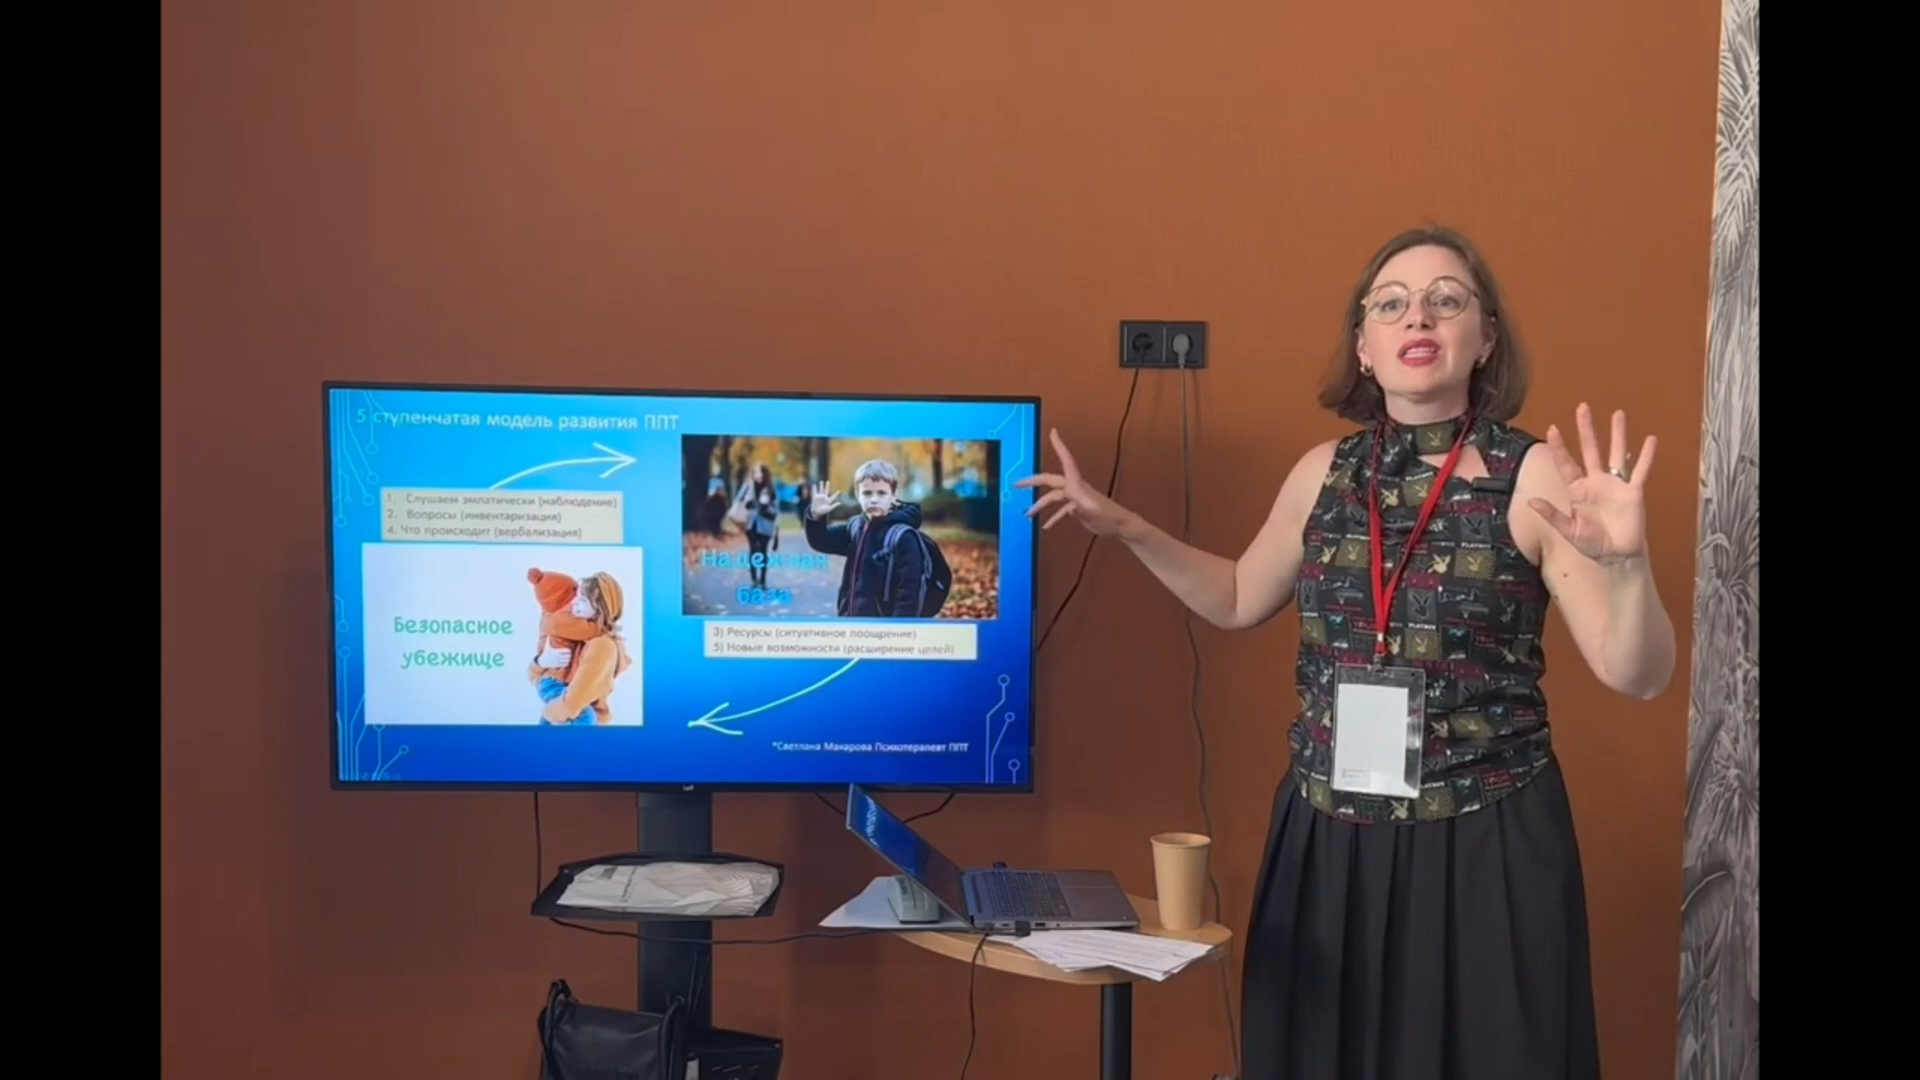 5 ступенчатая модель развития ППТ
1. Слушаем эмпатически (наблюдение)
2. Вопросы (инвентаризация)
4. Что происходит (вербализация)
Безопасное
убежище
Надежная
база
3) Ресурсы (ситуативное поощрение)
5) Новые возможности (расширение целей)
*Светлана Макарова Психотерапевт ППТ
PLAYBOY